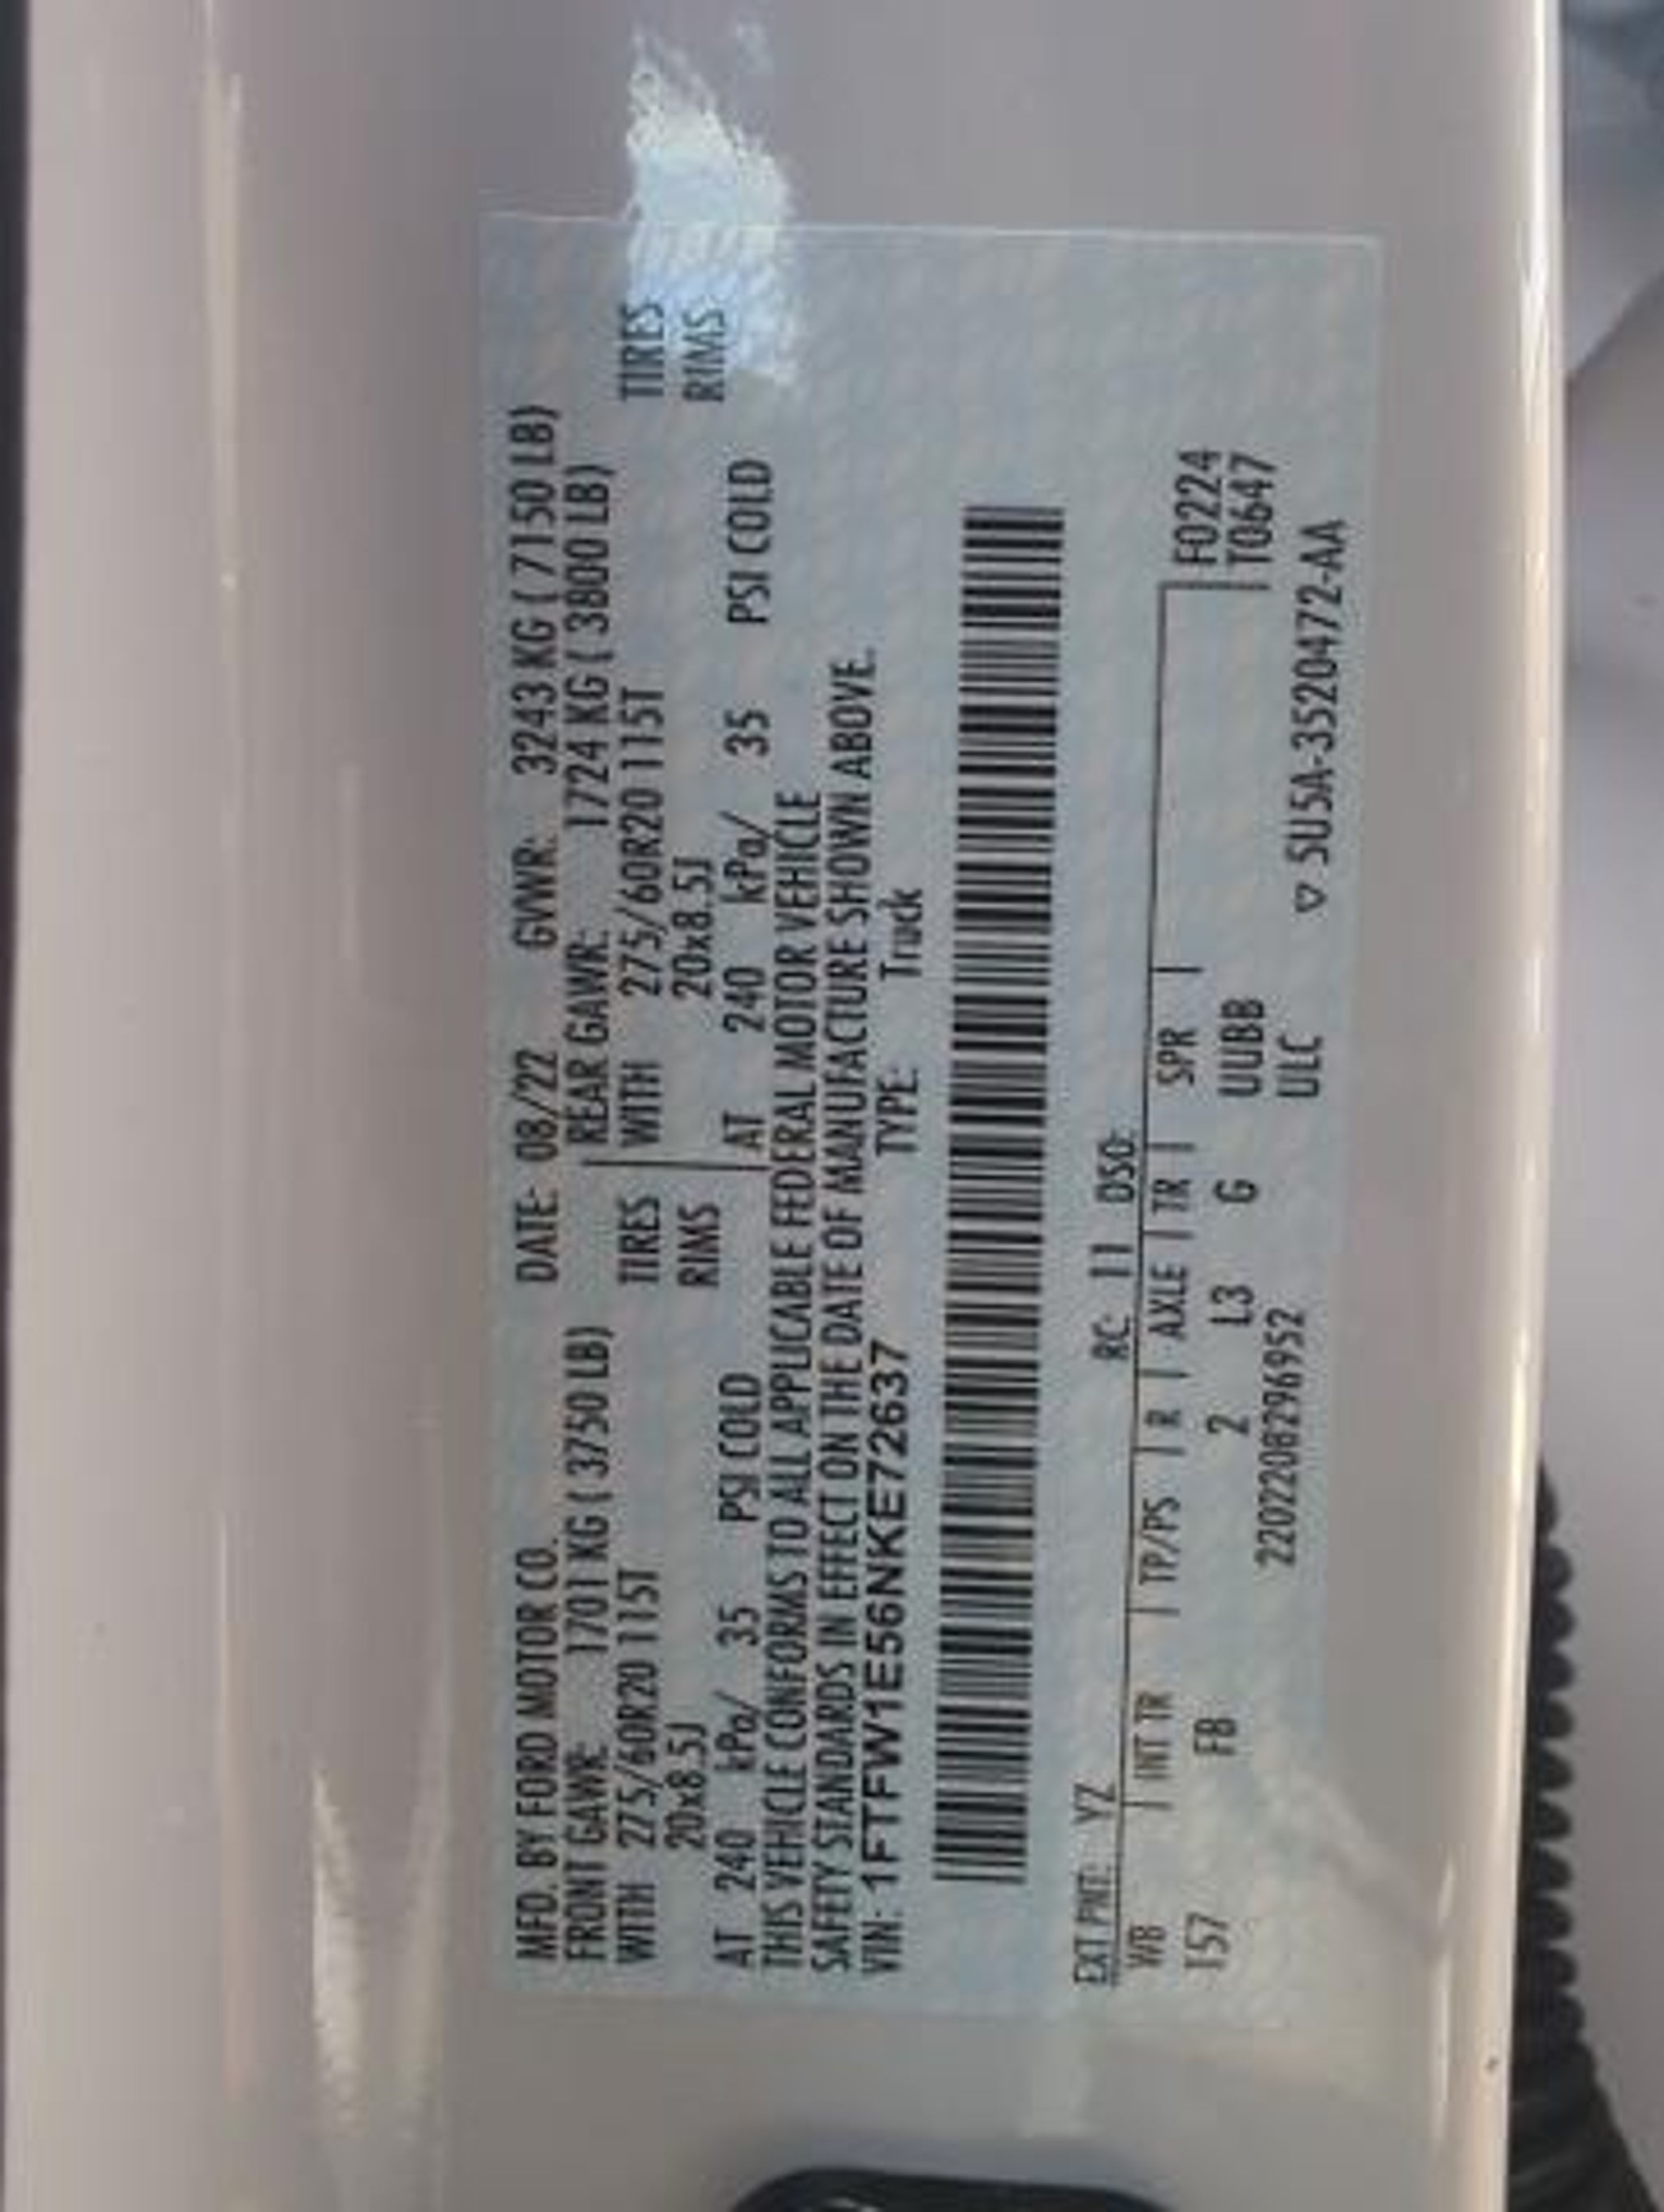 MFD. BY FORD MOTOR CO. DATE: 08/22 GVWR: 3243 KG ( 7150 LB)
FRONT GAWR: 1701 KG ( 3750 LB) REAR GAWR: 1724 KG ( 3800 LB)
WITH 275/60R20 115T TIRES WITH 275/60R20 115T TIRES
20x8.5J RIMS 20x8.5J RIMS
AT 240 kPa/ 35 PSI COLD AT 240 kPa/ 35 PSI COLD
THIS VEHICLE CONFORMS TO ALL APPLICABLE FEDERAL MOTOR VEHICLE
SAFETY STANDARDS IN EFFECT ON THE DATE OF MANUFACTURE SHOWN ABOVE.
VIN: 1FTFW1E56NKE72637 TYPE: Truck
EXT PNT: YZ RC: 11 DSO:
WB | INT TR | TP/PS | R | AXLE | TR | SPR | F0224
157 FB 2 L3 G UUBB T0647
2202208296952 ULC ▽ 5U5A-3520472-AA